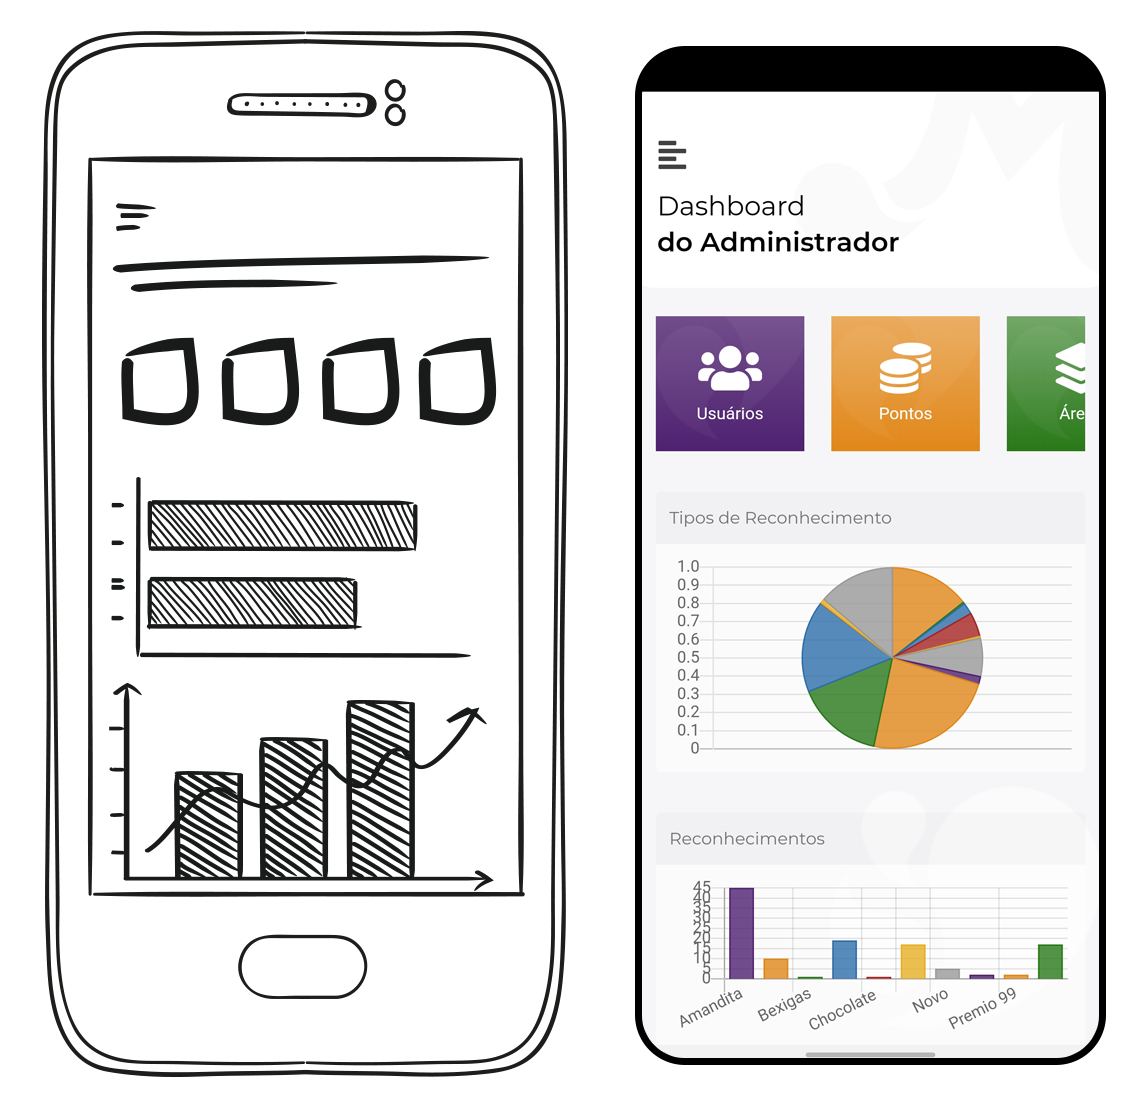 Dashboard
do Administrador
Usuários
Pontos
Áre
Tipos de Reconhecimento
1.0
0.9
0.8
0.7
0.6
0.5
0.4
0.3
0.2
0.1
0
Reconhecimentos
45
40
35
30
25
20
15
10
5
0
Amandita
Bexigas
Chocolate
Novo
Premio 99